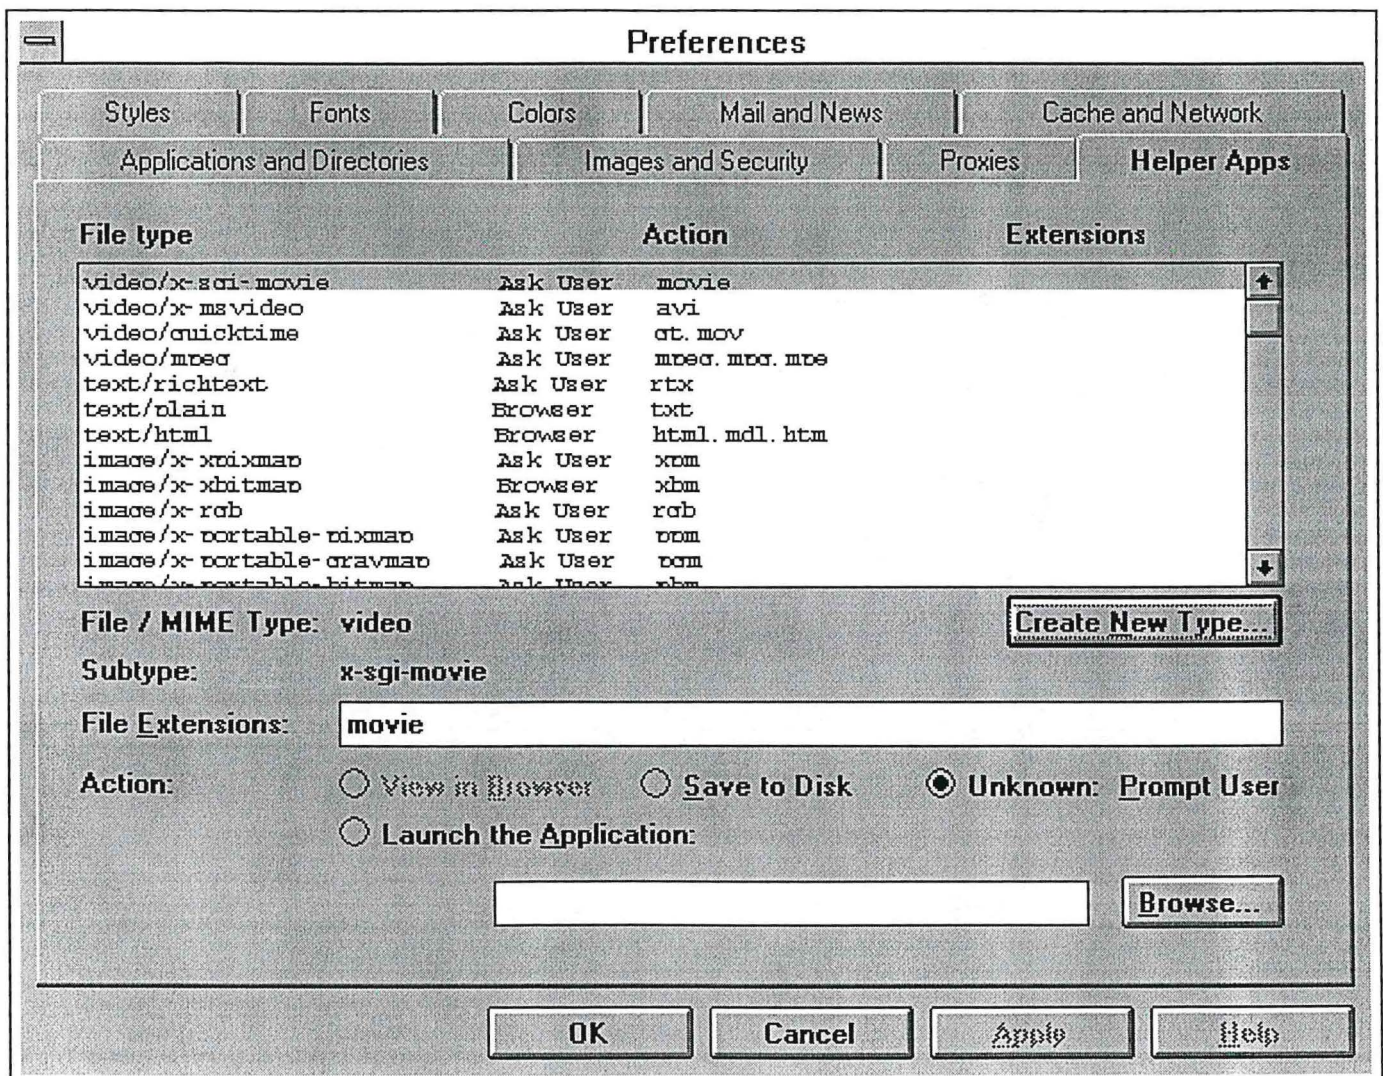 Preferences
Styles Fonts Colors Mail and News Cache and Network
Applications and Directories Images and Security Proxies Helper Apps
File type Action Extensions
video/x-sgi-movie Ask User movie
video/x-msvideo Ask User avi
video/quicktime Ask User qt,mov
video/mpeg Ask User mpeg,mpg,mpe
text/richtext Ask User rtx
text/plain Browser txt
text/html Browser html,mdl,htm
image/x-xpixmap Ask User xpm
image/x-xbitmap Browser xbm
image/x-rgb Ask User rgb
image/x-portable-pixmap Ask User ppm
image/x-portable-graymap Ask User pgm
image/x-portable-bitmap Ask User pbm
File / MIME Type: video Create New Type...
Subtype: x-sgi-movie
File Extensions: movie
Action: View in Browser Save to Disk Unknown: Prompt User
Launch the Application:
Browse...
OK Cancel Apply Help